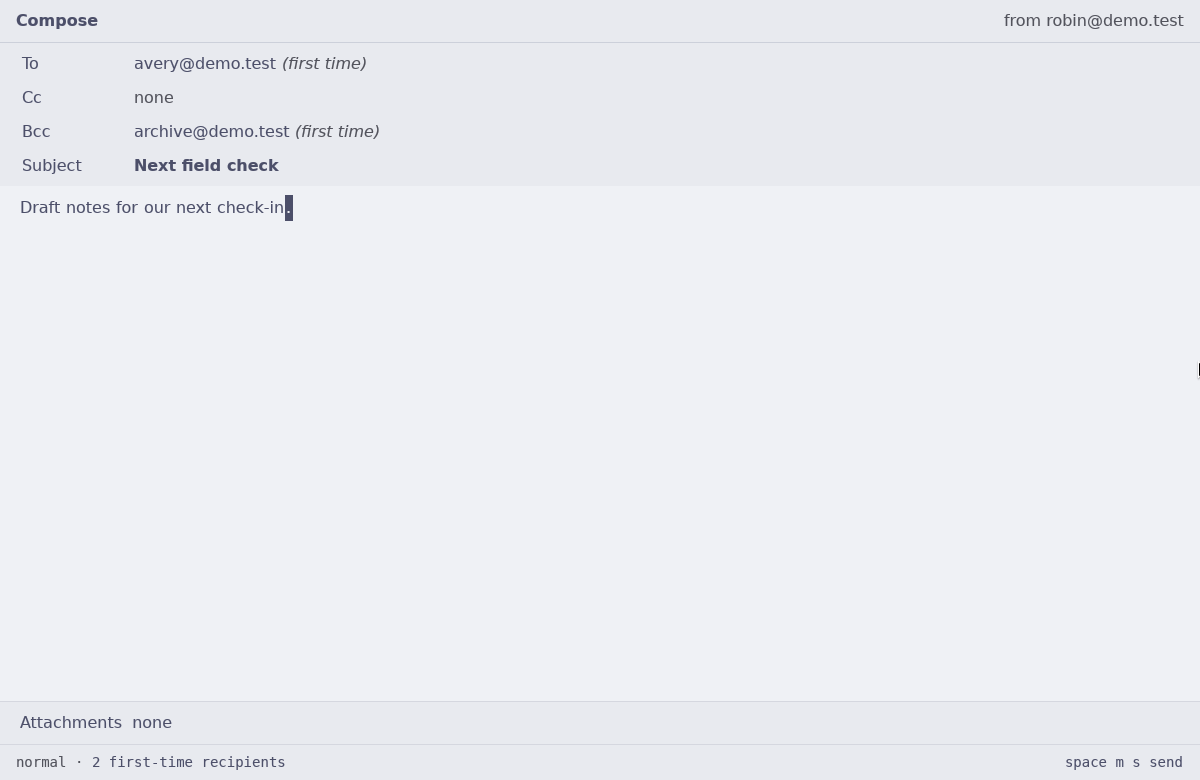 Compose from robin@demo.test
To avery@demo.test (first time)
Cc none
Bcc archive@demo.test (first time)
Subject Next field check
Draft notes for our next check-in.
Attachments none
normal · 2 first-time recipients space m s send